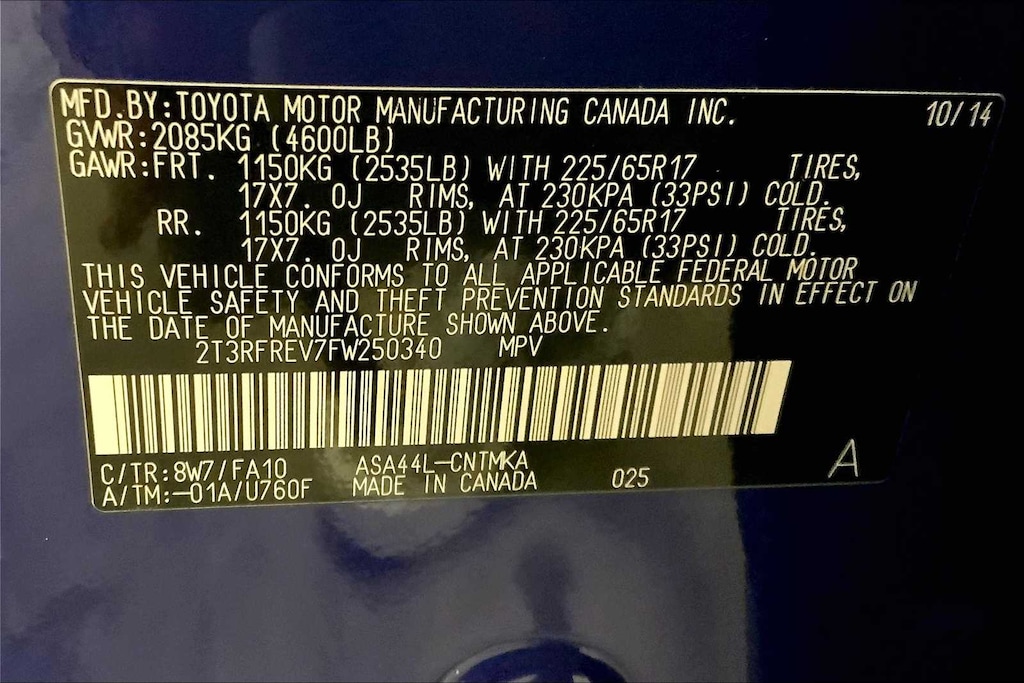 MFD.BY:TOYOTA MOTOR MANUFACTURING CANADA INC. 10/14
GVWR:2085KG (4600LB)
GAWR:FRT. 1150KG (2535LB) WITH 225/65R17 TIRES,
17X7. 0J RIMS, AT 230KPA (33PSI) COLD.
RR. 1150KG (2535LB) WITH 225/65R17 TIRES,
17X7. 0J RIMS, AT 230KPA (33PSI) COLD.
THIS VEHICLE CONFORMS TO ALL APPLICABLE FEDERAL MOTOR
VEHICLE SAFETY AND THEFT PREVENTION STANDARDS IN EFFECT ON
THE DATE OF MANUFACTURE SHOWN ABOVE.
2T3RFREV7FW250340 MPV
C/TR:8W7/FA10 ASA44L-CNTMKA
A/TM:-01A/U760F MADE IN CANADA 025 A